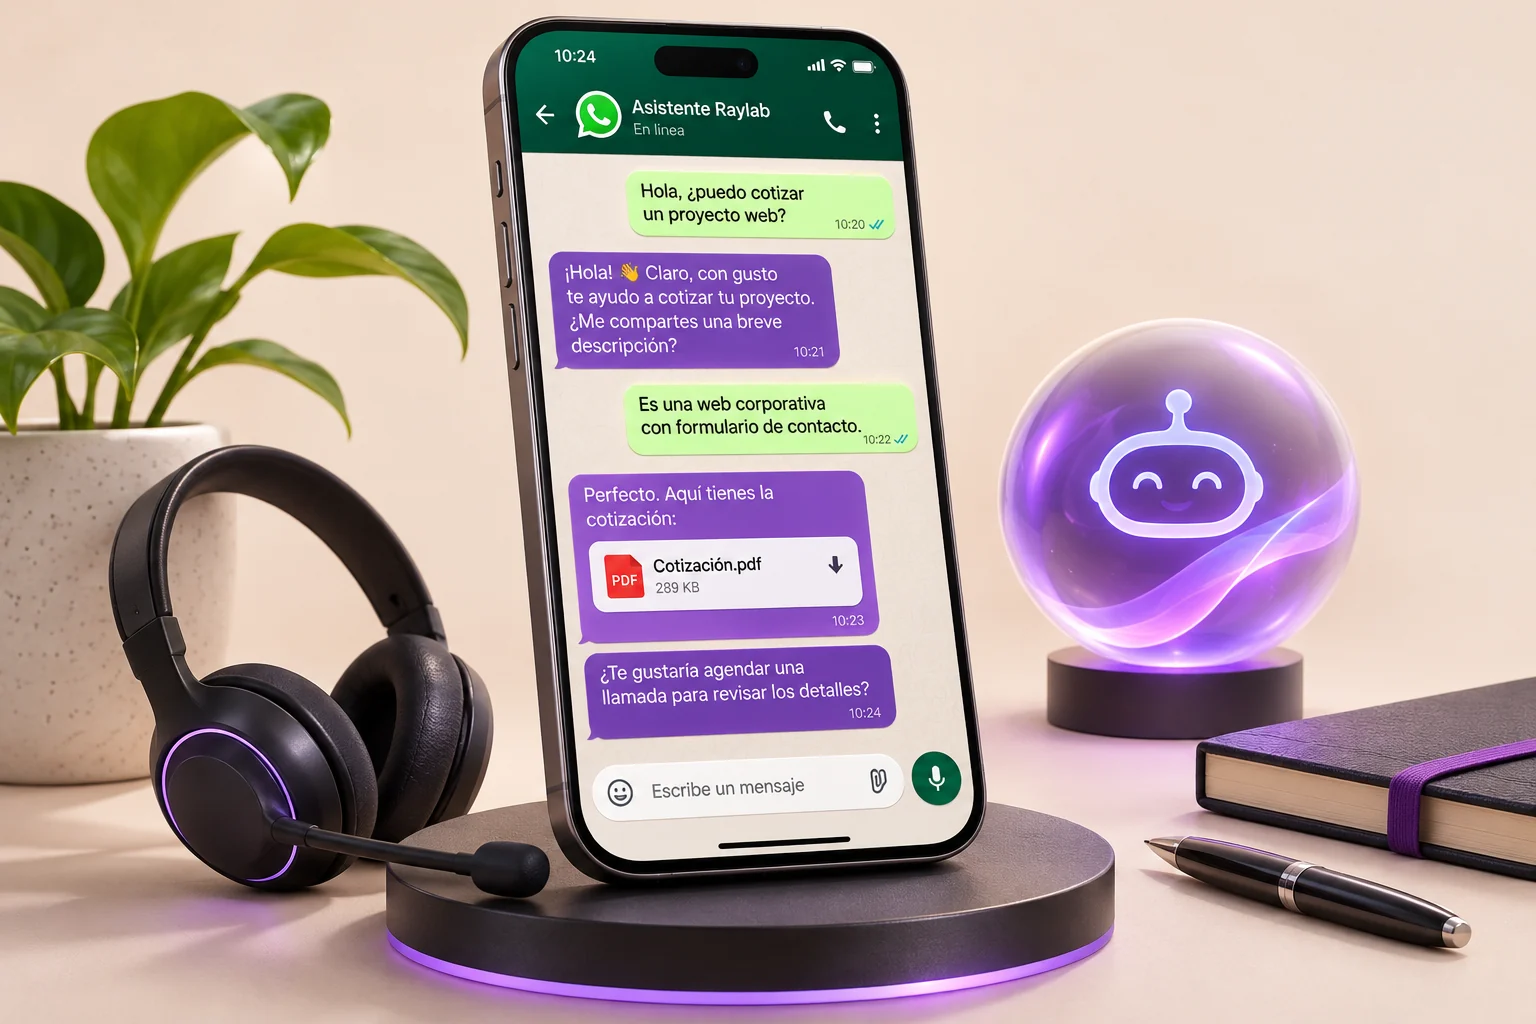 10:24
Asistente Raylab
En linea
Hola, ¿puedo cotizar
un proyecto web?
10:20
¡Hola! 👋 Claro, con gusto
te ayudo a cotizar tu proyecto.
¿Me compartes una breve
descripción?
10:21
Es una web corporativa
con formulario de contacto.
10:22
Perfecto. Aquí tienes la
cotización:
PDF
Cotización.pdf
289 KB
10:23
¿Te gustaría agendar una
llamada para revisar los detalles?
10:24
Escribe un mensaje